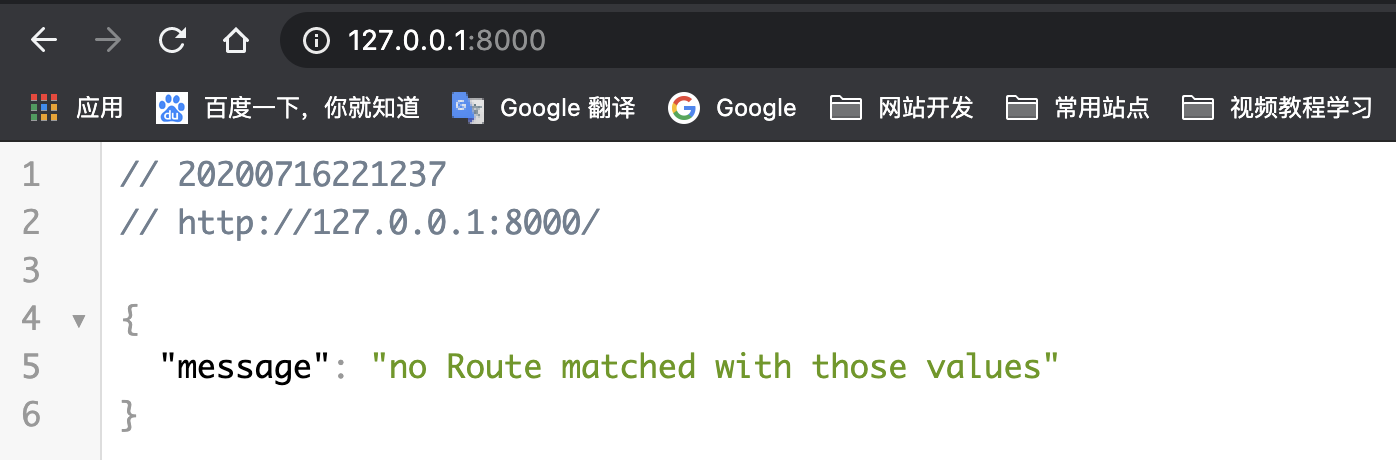 127.0.0.1:8000
应用 du 百度一下，你就知道 G 文 Google 翻译 G Google 网站开发 常用站点 视频教程学习
1 // 20200716221237
2 // http://127.0.0.1:8000/
3
4 {
5 "message": "no Route matched with those values"
6 }